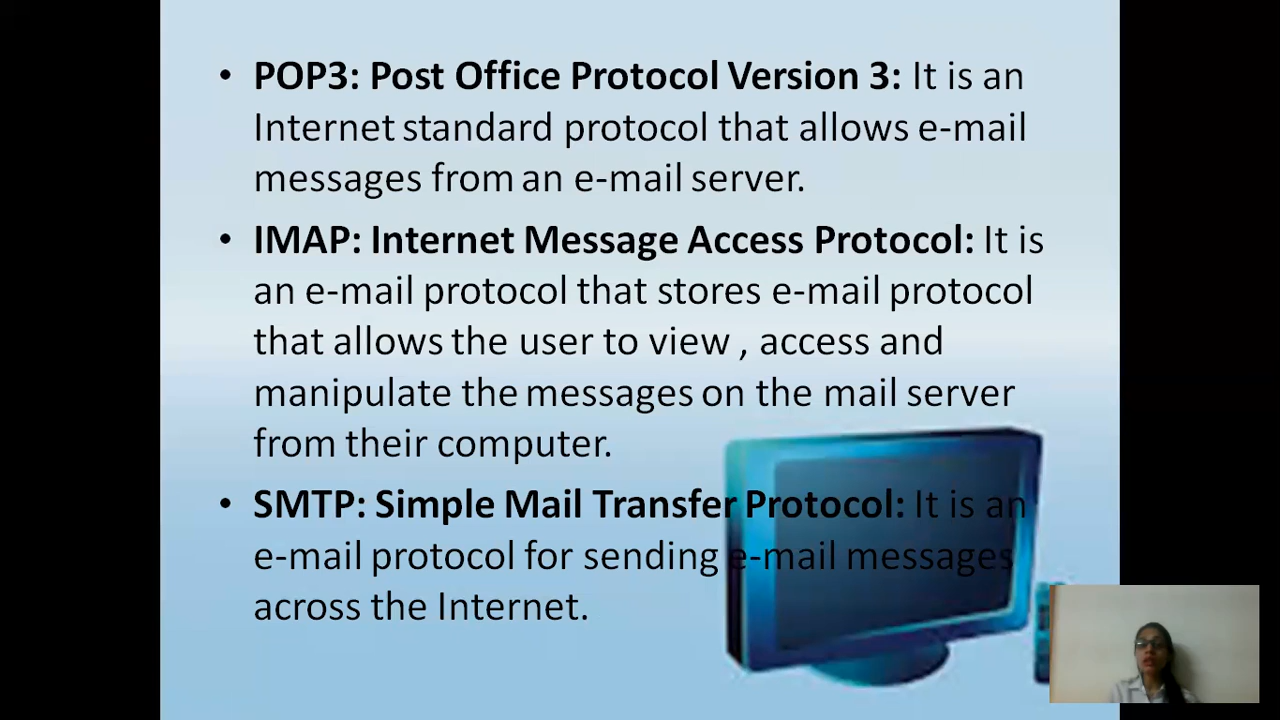 • POP3: Post Office Protocol Version 3: It is an
Internet standard protocol that allows e-mail
messages from an e-mail server.
• IMAP: Internet Message Access Protocol: It is
an e-mail protocol that stores e-mail protocol
that allows the user to view , access and
manipulate the messages on the mail server
from their computer.
• SMTP: Simple Mail Transfer Protocol: It is an
e-mail protocol for sending e-mail messages
across the Internet.